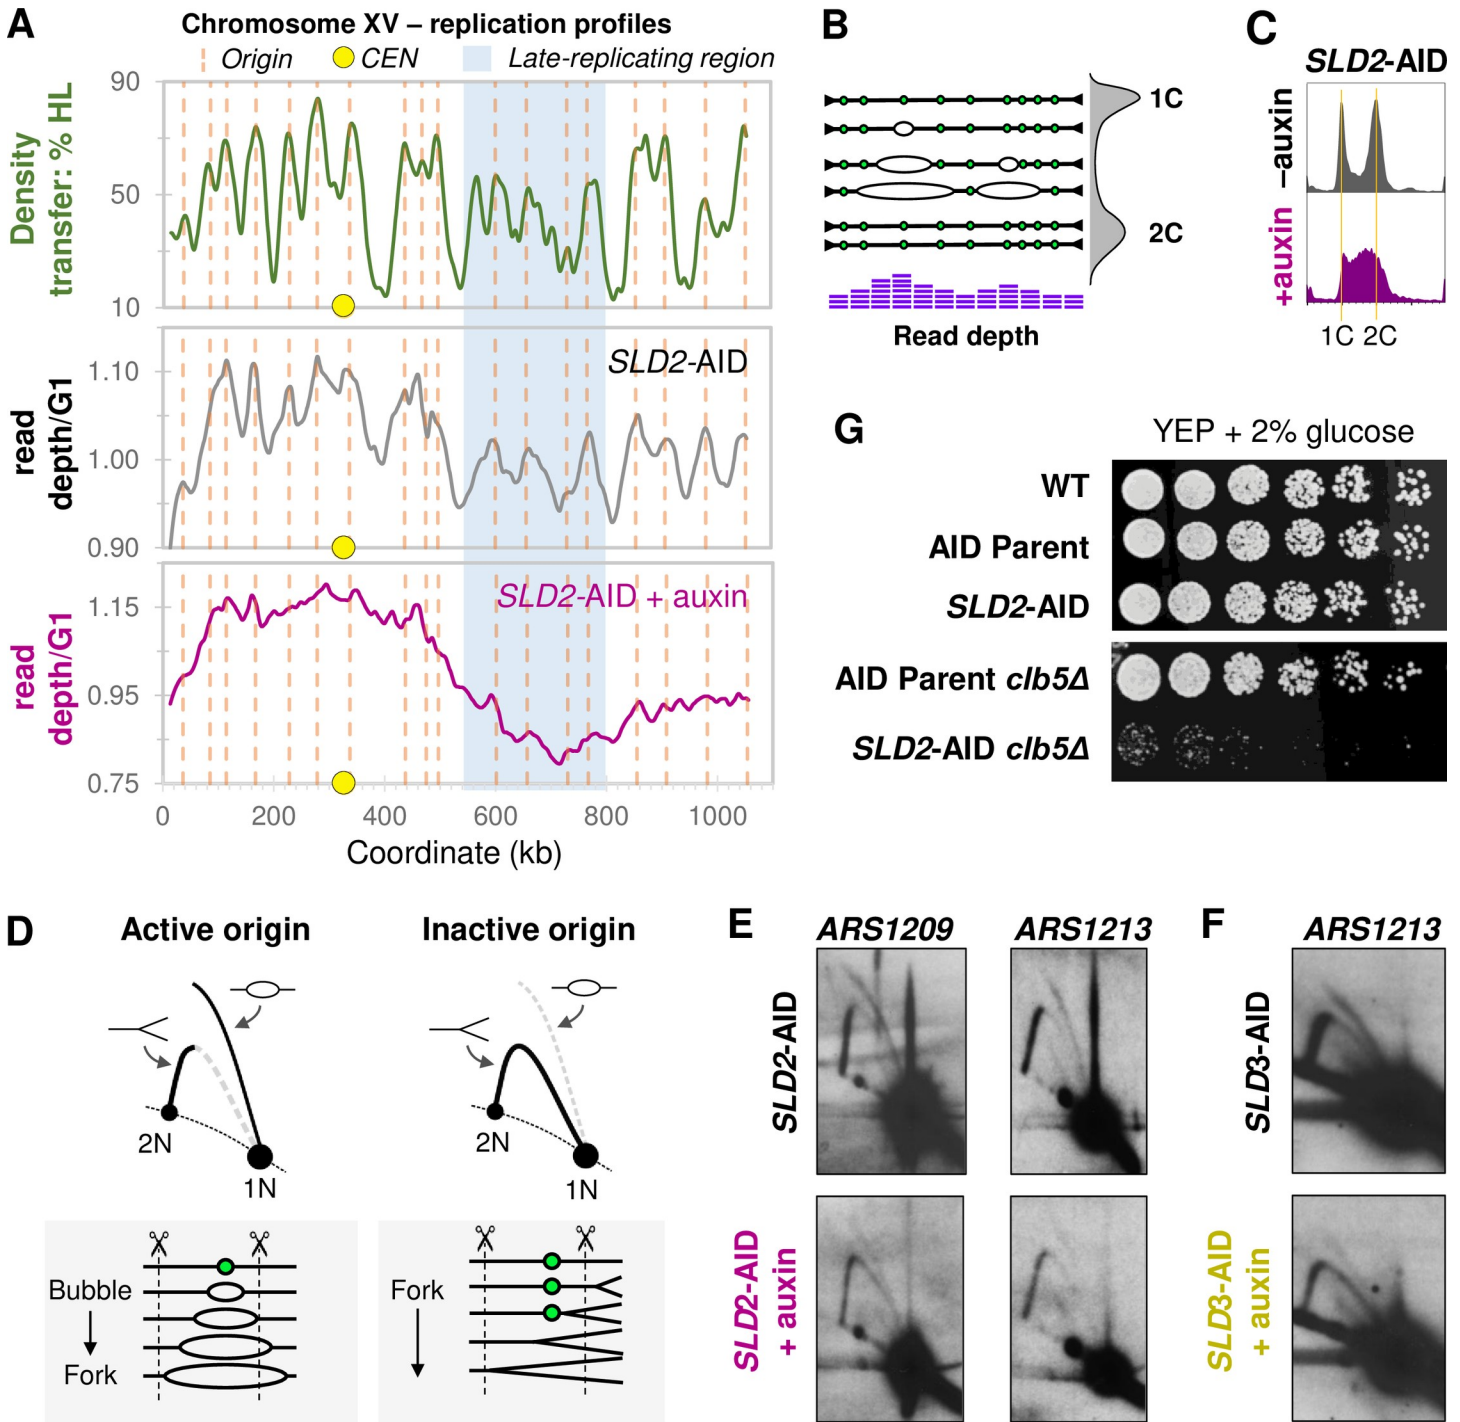 A
Chromosome XV – replication profiles
Origin
CEN
Late-replicating region
Density
transfer: % HL
90
50
10
read
depth/G1
SLD2-AID
1.10
1.00
0.90
read
depth/G1
SLD2-AID + auxin
1.15
0.95
0.75
0 200 400 600 800 1000
Coordinate (kb)
B
1C
2C
Read depth
C
SLD2-AID
–auxin
+auxin
1C 2C
G
YEP + 2% glucose
WT
AID Parent
SLD2-AID
AID Parent clb5Δ
SLD2-AID clb5Δ
D
Active origin
Inactive origin
2N
1N
2N
1N
Bubble
Fork
Fork
E
ARS1209
ARS1213
SLD2-AID
SLD2-AID
+ auxin
F
ARS1213
SLD3-AID
SLD3-AID
+ auxin